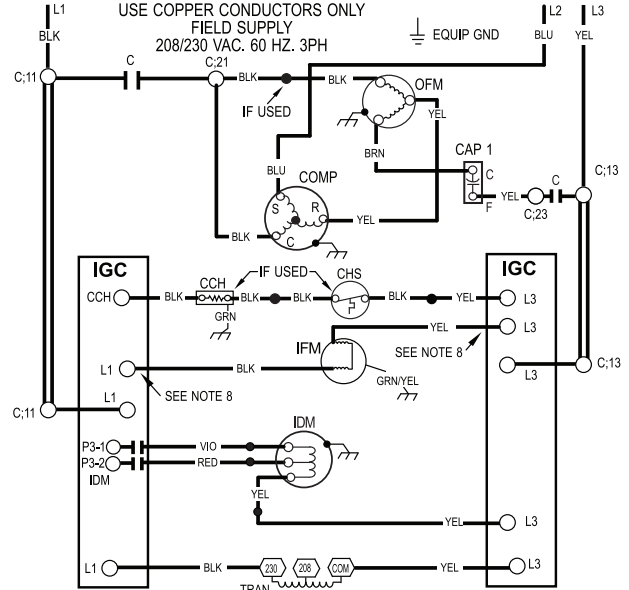 USE COPPER CONDUCTORS ONLY
FIELD SUPPLY
208/230 VAC. 60 HZ. 3PH
L1
L2
L3
BLK
EQUIP GND
BLU
YEL
C
C;21
C;11
BLK
BLK
OFM
IF USED
YEL
BRN
CAP 1
C
BLU
COMP
C
C;13
S
R
YEL
F
YEL
C;23
BLK
C
IGC
IGC
IF USED
CCH
CHS
CCH
BLK
BLK
BLK
BLK
YEL
L3
GRN
YEL
L3
IFM
SEE NOTE 8
L1
BLK
L3
C;13
GRN/YEL
SEE NOTE 8
L1
C;11
IDM
P3-1
VIO
P3-2
RED
IDM
YEL
YEL
L3
L1
BLK
230
208
COM
YEL
L3
TRAN